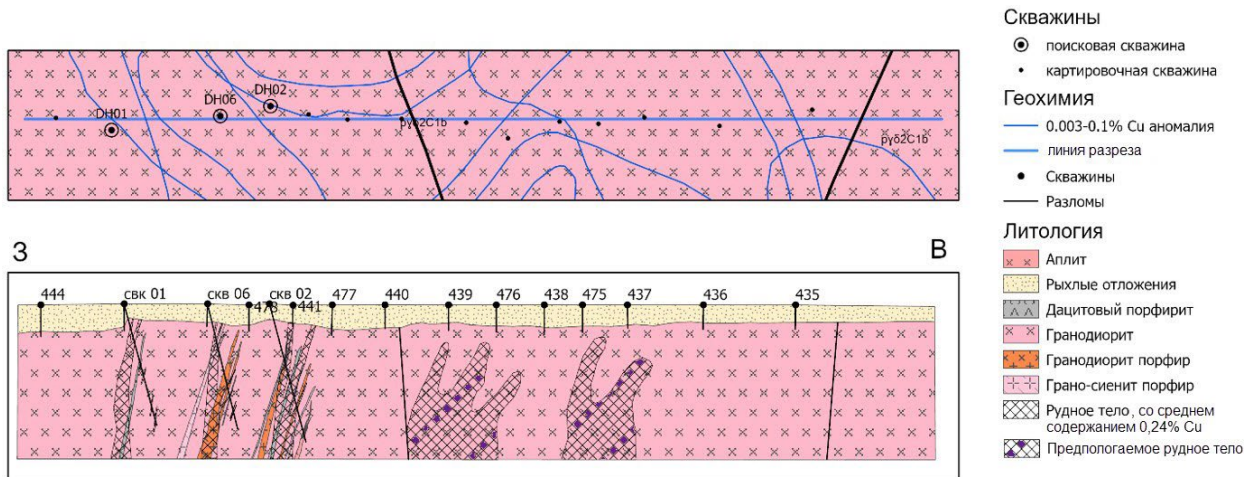 DH01
DH06
DH02
pγδ2C1b
pγδ2C1b
З
В
444
свк 01
скв 06
473
скв 02
441
477
440
439
476
438
475
437
436
435
Скважины
поисковая скважина
картировочная скважина
Геохимия
0.003-0.1% Cu аномалия
линия разреза
Скважины
Разломы
Литология
Аплит
Рыхлые отложения
Дацитовый порфирит
Гранодиорит
Гранодиорит порфир
Грано-сиенит порфир
Рудное тело, со среднем
содержанием 0,24% Cu
Предпологаемое рудное тело